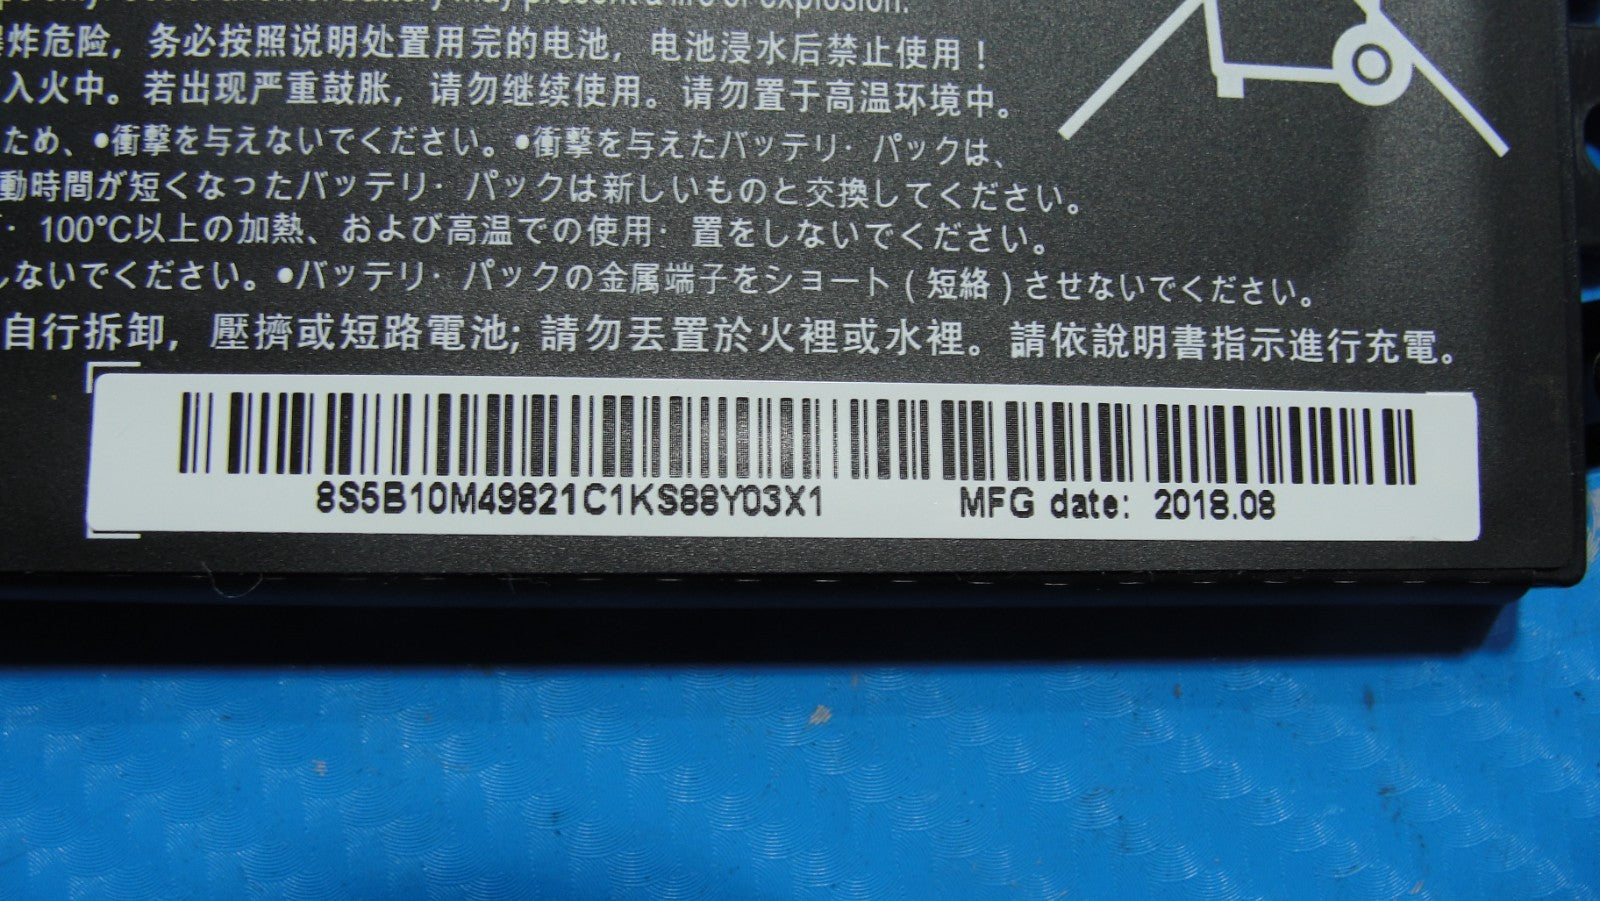 only. Use of another battery may present a fire or explosion.
爆炸危险，务必按照说明处置用完的电池，电池浸水后禁止使用！
入火中。若出现严重鼓胀，请勿继续使用。请勿置于高温环境中。
ため、●衝撃を与えないでください。●衝撃を与えたバッテリ・パックは、
動時間が短くなったバッテリ・パックは新しいものと交換してください。
・100°C以上の加熱、および高温での使用・置をしないでください。
しないでください。●バッテリ・パックの金属端子をショート（短絡）させないでください。
自行拆卸，壓擠或短路電池; 請勿丟置於火裡或水裡。請依說明書指示進行充電。
8S5B10M49821C1KS88Y03X1 MFG date: 2018.08